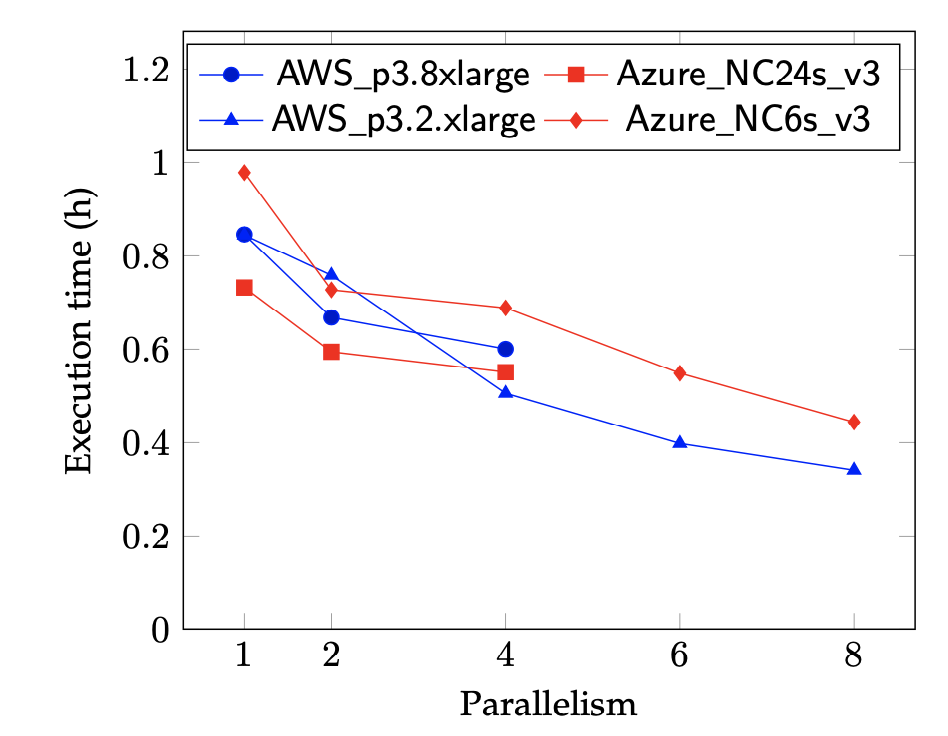 1.2
1
0.8
0.6
0.4
0.2
0
Execution time (h)
AWS_p3.8xlarge Azure_NC24s_v3
AWS_p3.2.xlarge Azure_NC6s_v3
1 2 4 6 8
Parallelism